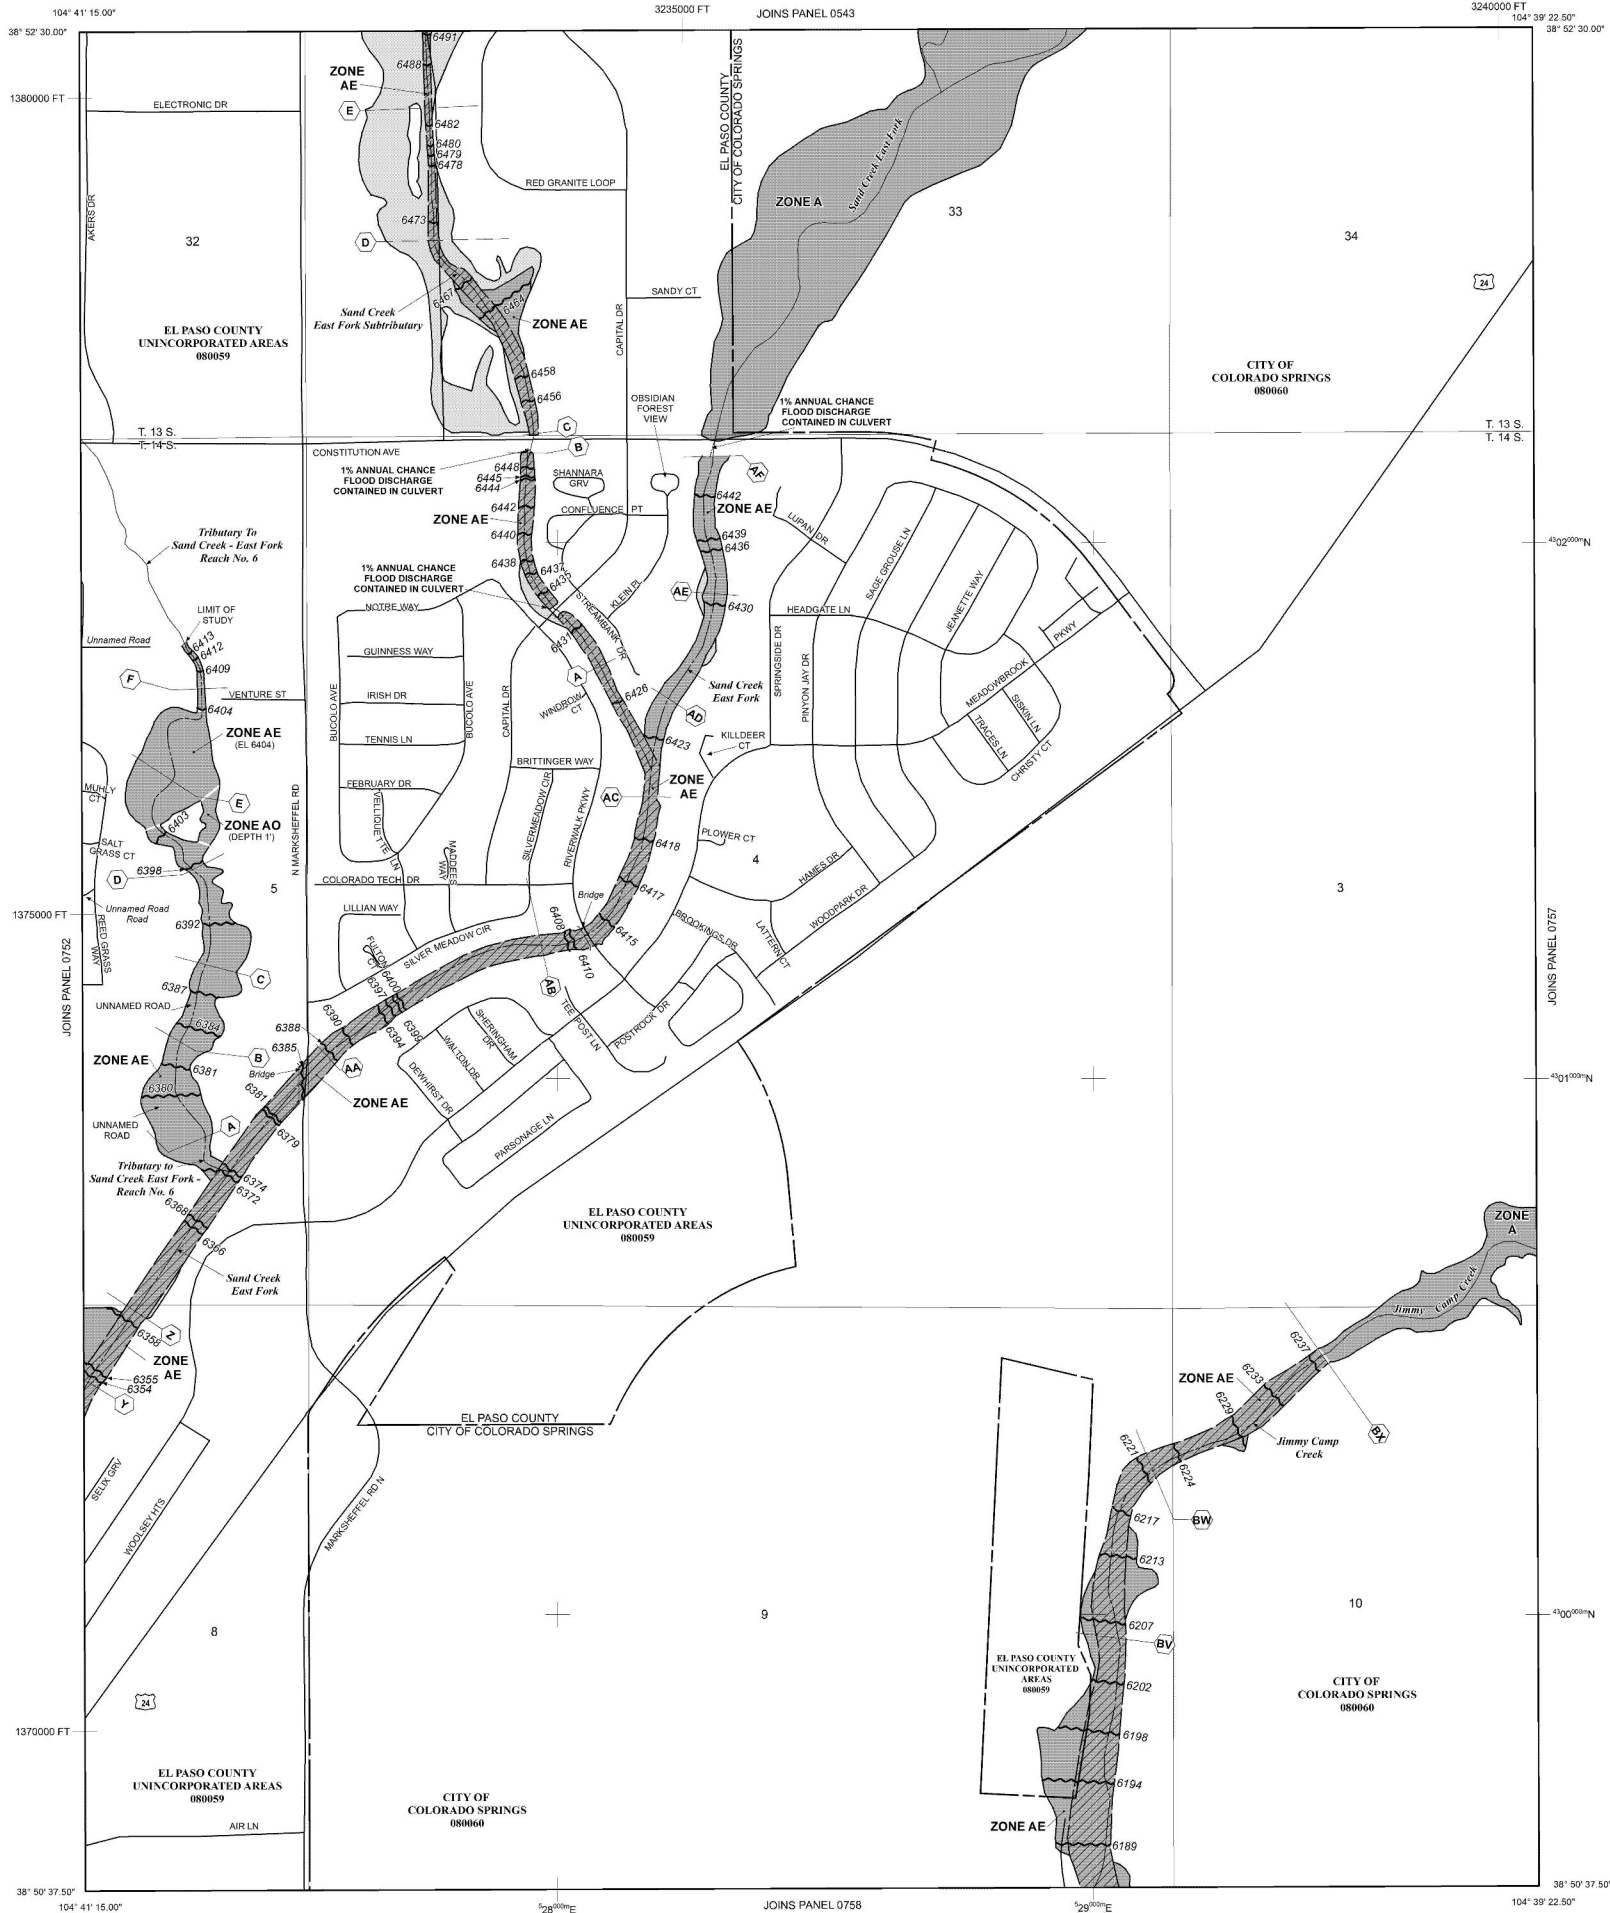 104° 41' 15.00"
3235000 FT
JOINS PANEL 0543
3240000 FT
104° 39' 22.50"
38° 52' 30.00"
38° 52' 30.00"
6491
6488
ZONE
AE
1380000 FT
ELECTRONIC DR
E
6482
6480
6479
6478
EL PASO COUNTY
CITY OF COLORADO SPRINGS
Sand Creek East Fork
RED GRANITE LOOP
ZONE A
33
AKERS DR
6473
32
D
34
24
6467
6464
SANDY CT
Sand Creek
East Fork Subtributary
ZONE AE
CAPITAL DR
EL PASO COUNTY
UNINCORPORATED AREAS
080059
CITY OF
COLORADO SPRINGS
080060
6458
6456
OBSIDIAN
FOREST
VIEW
1% ANNUAL CHANCE
FLOOD DISCHARGE
CONTAINED IN CULVERT
C
T. 13 S.
T. 14 S.
T. 13 S.
T. 14 S.
B
CONSTITUTION AVE
1% ANNUAL CHANCE
FLOOD DISCHARGE
CONTAINED IN CULVERT
6448
6445
6444
SHANNARA
GRV
AF
6442
ZONE AE
6442
CONFLUENCE PT
ZONE AE
LUPAN DR
6440
6439
6436
Tributary To
Sand Creek - East Fork
Reach No. 6
SAGE GROUSE LN
4302000mN
6438
6437
6435
1% ANNUAL CHANCE
FLOOD DISCHARGE
CONTAINED IN CULVERT
AE
6430
JEANETTE WAY
STREAMBANK DR
KLEIN PL
NOTRE WAY
HEADGATE LN
LIMIT OF
STUDY
Unnamed Road
6413
6412
6409
6431
PKWY
GUINNESS WAY
SPRINGSIDE DR
PINYON JAY DR
MEADOWBROOK
F
A
VENTURE ST
IRISH DR
BUCOLO AVE
BUCOLO AVE
CAPITAL DR
WINDROW
CT
6426
Sand Creek
East Fork
SISKIN LN
6404
AD
TRACES LN
ZONE AE
(EL 6404)
TENNIS LN
6423
KILLDEER
CT
CHRISTY CT
BRITTINGER WAY
ZONE
AE
MUHLY
CT
FEBRUARY DR
AC
E
N MARKSHEFFEL RD
VELLIQUETTE LN
SILVERMEADOW CIR
RIVERWALK PKWY
ZONE AO
(DEPTH 1')
6403
SALT
GRASS CT
6418
PLOWER CT
MADDEES
WAY
4
HAMES DR
6398
D
5
COLORADO TECH DR
6417
3
Unnamed Road
Road
Bridge
WOODPARK DR
1375000 FT
LILLIAN WAY
6392
REED GRASS
WAY
6408
6415
BROOKINGS DR
LATTERN CT
JOINS PANEL 0752
JOINS PANEL 0757
FULTON
CT
SILVER MEADOW CIR
6410
C
6387
6400
6397
AB
UNNAMED ROAD
6384
6390
6394
6399
TEE POST LN
POSTROCK DR
6388
SHERINGHAM
DR
WALTON DR
6385
B
ZONE AE
6381
Bridge
AA
6380
6381
ZONE AE
DEWHIRST DR
4301000mN
UNNAMED
ROAD
A
6379
PARSONAGE LN
Tributary to
Sand Creek East Fork -
Reach No. 6
6374
6372
6368
6366
EL PASO COUNTY
UNINCORPORATED AREAS
080059
ZONE
A
Sand Creek
East Fork
Jimmy Camp Creek
6358
Z
ZONE
AE
6237
6355
6354
Y
6233
ZONE AE
6229
EL PASO COUNTY
CITY OF COLORADO SPRINGS
BX
Jimmy Camp
Creek
6221
6224
SELIX GRV
WOOLSEY HTS
MARKSHEFFEL RD N
6217
BW
6213
10
9
4300000mN
8
6207
BV
EL PASO COUNTY
UNINCORPORATED
AREAS
080059
6202
CITY OF
COLORADO SPRINGS
080060
24
1370000 FT
6198
EL PASO COUNTY
UNINCORPORATED AREAS
080059
6194
CITY OF
COLORADO SPRINGS
080060
AIR LN
ZONE AE
6189
38° 50' 37.50"
38° 50' 37.50"
104° 41' 15.00"
528000mE
JOINS PANEL 0758
529000mE
104° 39' 22.50"